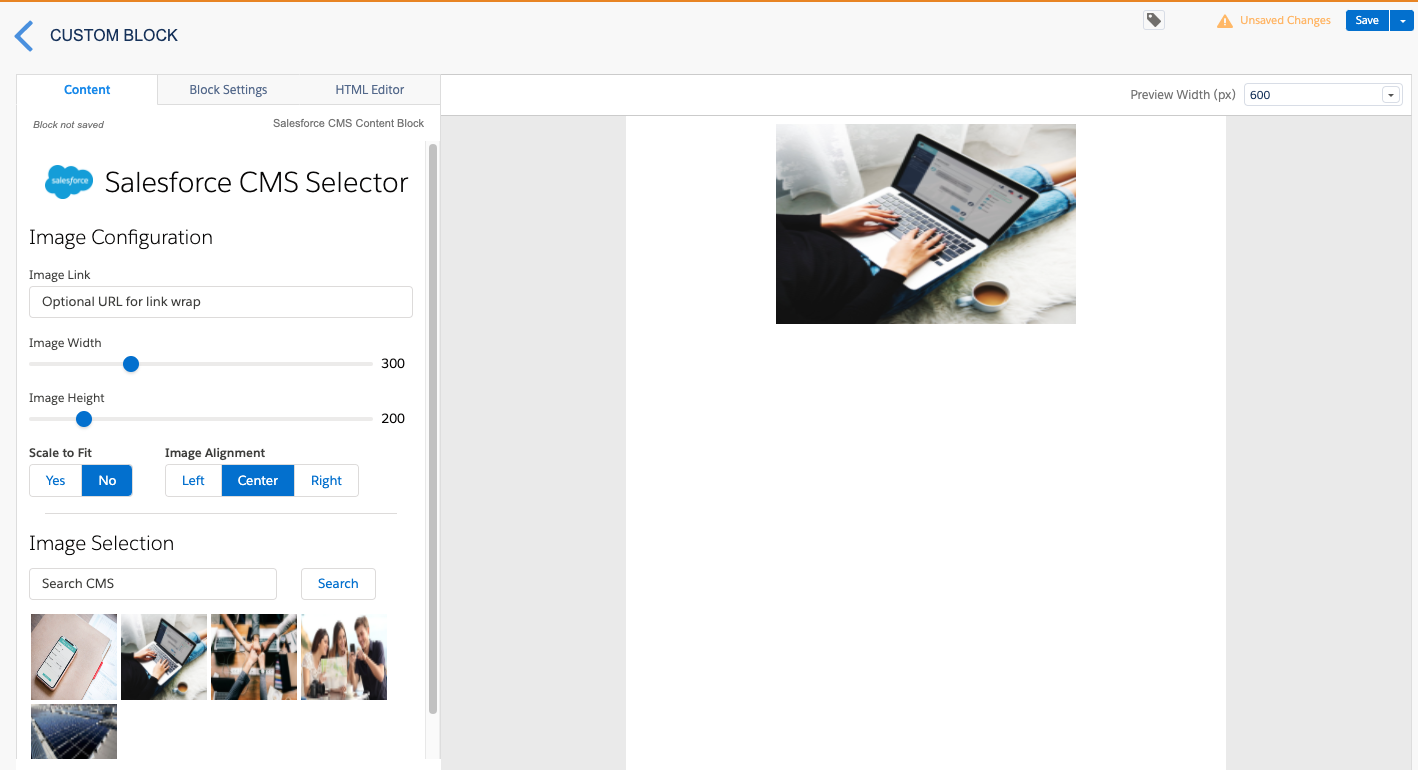 CUSTOM BLOCK
Unsaved Changes
Save
Content
Block Settings
HTML Editor
Preview Width (px)
600
Block not saved
Salesforce CMS Content Block
salesforce
Salesforce CMS Selector
Image Configuration
Image Link
Optional URL for link wrap
Image Width
300
Image Height
200
Scale to Fit
Image Alignment
Yes
No
Left
Center
Right
Image Selection
Search CMS
Search